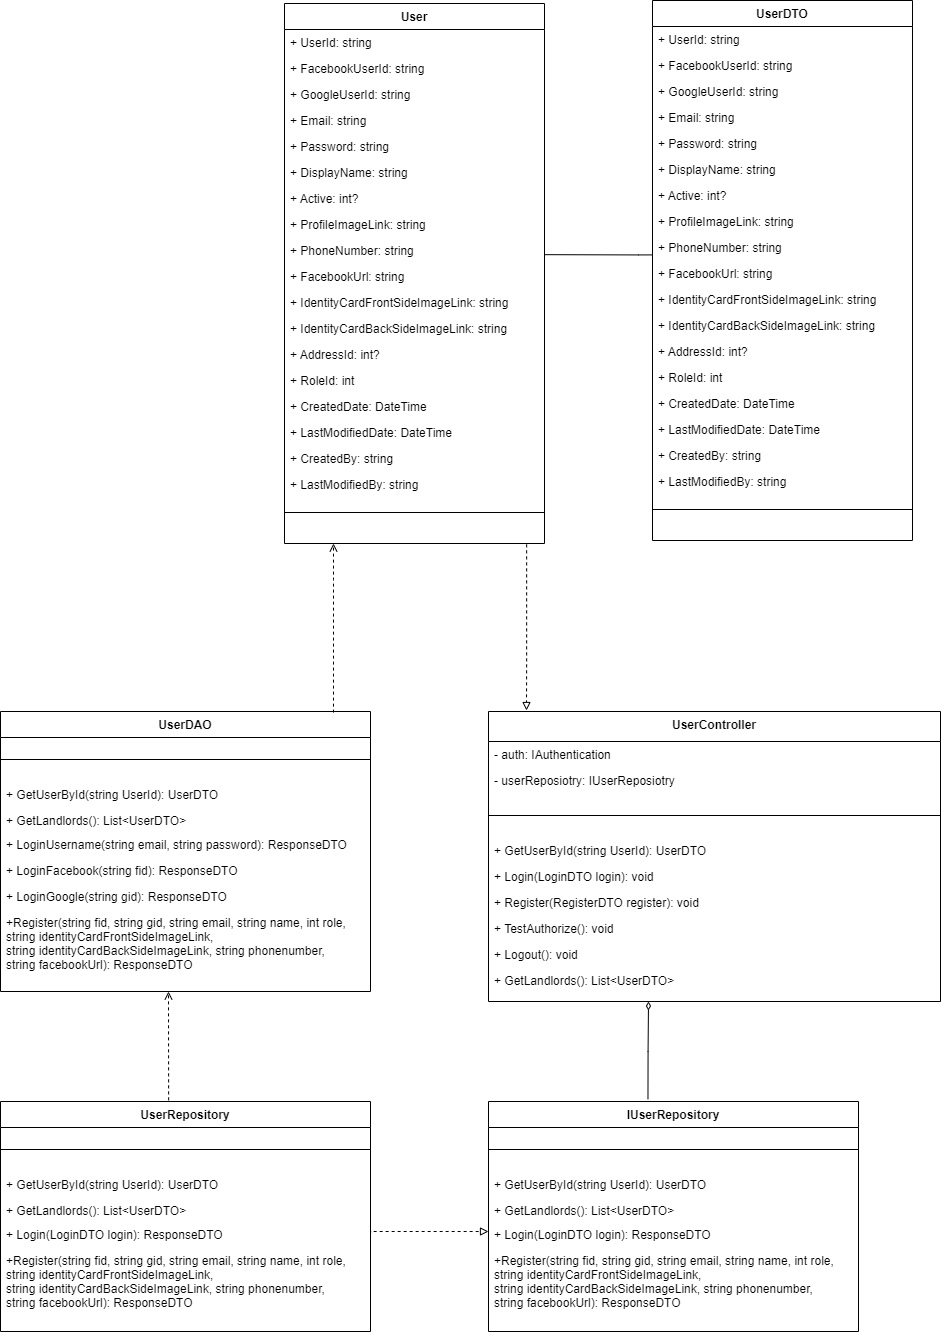 User
+ UserId: string
+ FacebookUserId: string
+ GoogleUserId: string
+ Email: string
+ Password: string
+ DisplayName: string
+ Active: int?
+ ProfileImageLink: string
+ PhoneNumber: string
+ FacebookUrl: string
+ IdentityCardFrontSideImageLink: string
+ IdentityCardBackSideImageLink: string
+ AddressId: int?
+ RoleId: int
+ CreatedDate: DateTime
+ LastModifiedDate: DateTime
+ CreatedBy: string
+ LastModifiedBy: string
UserDTO
+ UserId: string
+ FacebookUserId: string
+ GoogleUserId: string
+ Email: string
+ Password: string
+ DisplayName: string
+ Active: int?
+ ProfileImageLink: string
+ PhoneNumber: string
+ FacebookUrl: string
+ IdentityCardFrontSideImageLink: string
+ IdentityCardBackSideImageLink: string
+ AddressId: int?
+ RoleId: int
+ CreatedDate: DateTime
+ LastModifiedDate: DateTime
+ CreatedBy: string
+ LastModifiedBy: string
UserDAO
+ GetUserById(string UserId): UserDTO
+ GetLandlords(): List<UserDTO>
+ LoginUsername(string email, string password): ResponseDTO
+ LoginFacebook(string fid): ResponseDTO
+ LoginGoogle(string gid): ResponseDTO
+Register(string fid, string gid, string email, string name, int role,
string identityCardFrontSideImageLink,
string identityCardBackSideImageLink, string phonenumber,
string facebookUrl): ResponseDTO
UserController
- auth: IAuthentication
- userReposiotry: IUserReposiotry
+ GetUserById(string UserId): UserDTO
+ Login(LoginDTO login): void
+ Register(RegisterDTO register): void
+ TestAuthorize(): void
+ Logout(): void
+ GetLandlords(): List<UserDTO>
UserRepository
+ GetUserById(string UserId): UserDTO
+ GetLandlords(): List<UserDTO>
+ Login(LoginDTO login): ResponseDTO
+Register(string fid, string gid, string email, string name, int role,
string identityCardFrontSideImageLink,
string identityCardBackSideImageLink, string phonenumber,
string facebookUrl): ResponseDTO
IUserRepository
+ GetUserById(string UserId): UserDTO
+ GetLandlords(): List<UserDTO>
+ Login(LoginDTO login): ResponseDTO
+Register(string fid, string gid, string email, string name, int role,
string identityCardFrontSideImageLink,
string identityCardBackSideImageLink, string phonenumber,
string facebookUrl): ResponseDTO